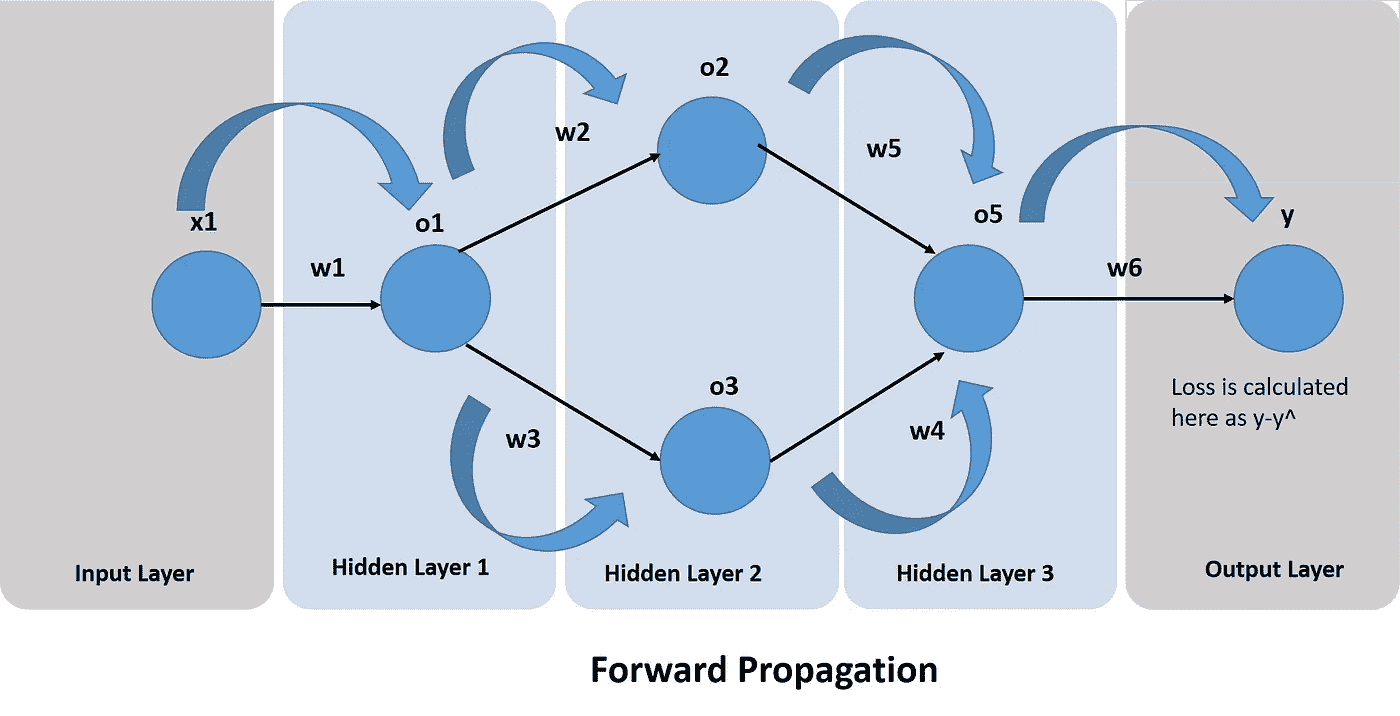 o2
w2
w5
x1
o1
o5
y
w1
w6
o3
Loss is calculated
here as y-y^
w3
w4
Input Layer
Hidden Layer 1
Hidden Layer 2
Hidden Layer 3
Output Layer
Forward Propagation